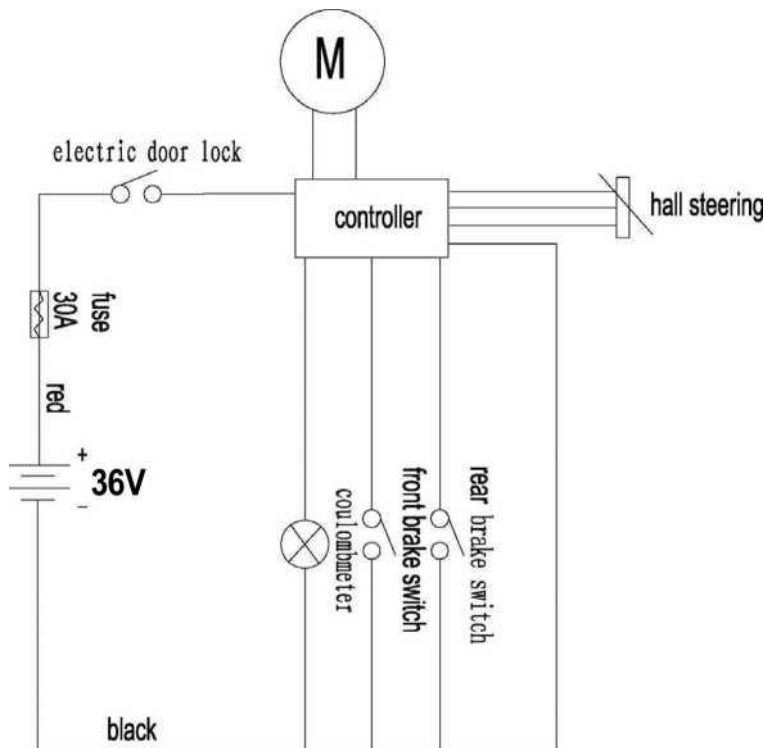 M
electric door lock
controller
hall steering
fuse
30A
red
+
36V
-
coulombmeter
front brake switch
rear brake switch
black